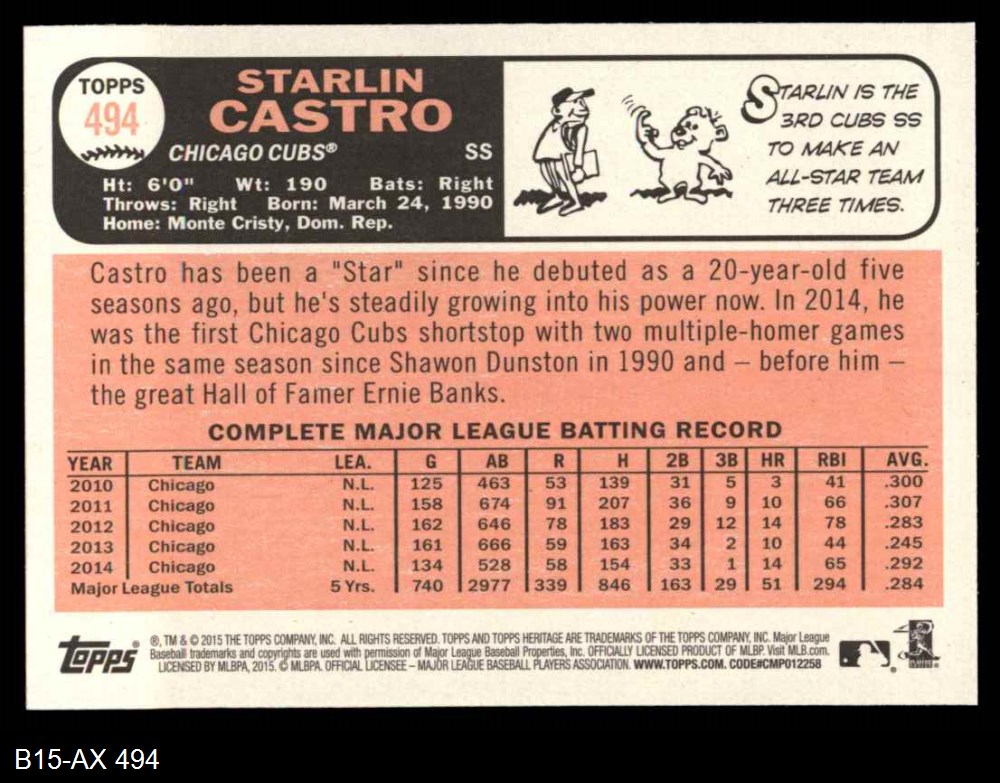 TOPPS
494
STARLIN
CASTRO
CHICAGO CUBS® SS
Ht: 6'0" Wt: 190 Bats: Right
Throws: Right Born: March 24, 1990
Home: Monte Cristy, Dom. Rep.
STARLIN IS THE
3RD CUBS SS
TO MAKE AN
ALL-STAR TEAM
THREE TIMES.
Castro has been a "Star" since he debuted as a 20-year-old five
seasons ago, but he's steadily growing into his power now. In 2014, he
was the first Chicago Cubs shortstop with two multiple-homer games
in the same season since Shawon Dunston in 1990 and – before him –
the great Hall of Famer Ernie Banks.
COMPLETE MAJOR LEAGUE BATTING RECORD
YEAR TEAM LEA. G AB R H 2B 3B HR RBI AVG.
2010 Chicago N.L. 125 463 53 139 31 5 3 41 .300
2011 Chicago N.L. 158 674 91 207 36 9 10 66 .307
2012 Chicago N.L. 162 646 78 183 29 12 14 78 .283
2013 Chicago N.L. 161 666 59 163 34 2 10 44 .245
2014 Chicago N.L. 134 528 58 154 33 1 14 65 .292
Major League Totals 5 Yrs. 740 2977 339 846 163 29 51 294 .284
topps®
®, TM & © 2015 THE TOPPS COMPANY, INC. ALL RIGHTS RESERVED. TOPPS AND TOPPS HERITAGE ARE TRADEMARKS OF THE TOPPS COMPANY, INC. Major League
Baseball trademarks and copyrights are used with permission of Major League Baseball Properties, Inc. OFFICIALLY LICENSED PRODUCT OF MLBP. Visit MLB.com.
LICENSED BY MLBPA, 2015. © MLBPA. OFFICIAL LICENSEE – MAJOR LEAGUE BASEBALL PLAYERS ASSOCIATION. WWW.TOPPS.COM. CODE#CMP012258
B15-AX 494